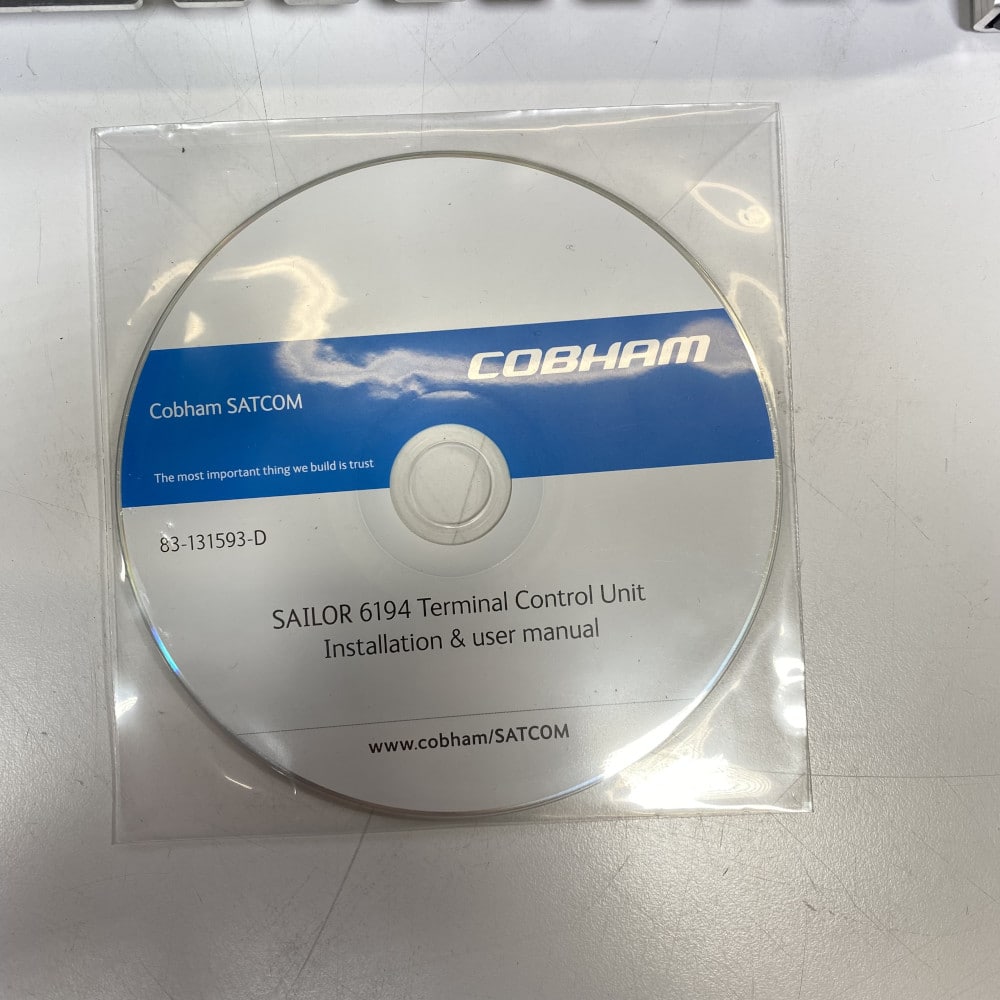 COBHAM
Cobham SATCOM
The most important thing we build is trust
83-131593-D
SAILOR 6194 Terminal Control Unit
Installation & user manual
www.cobham/SATCOM